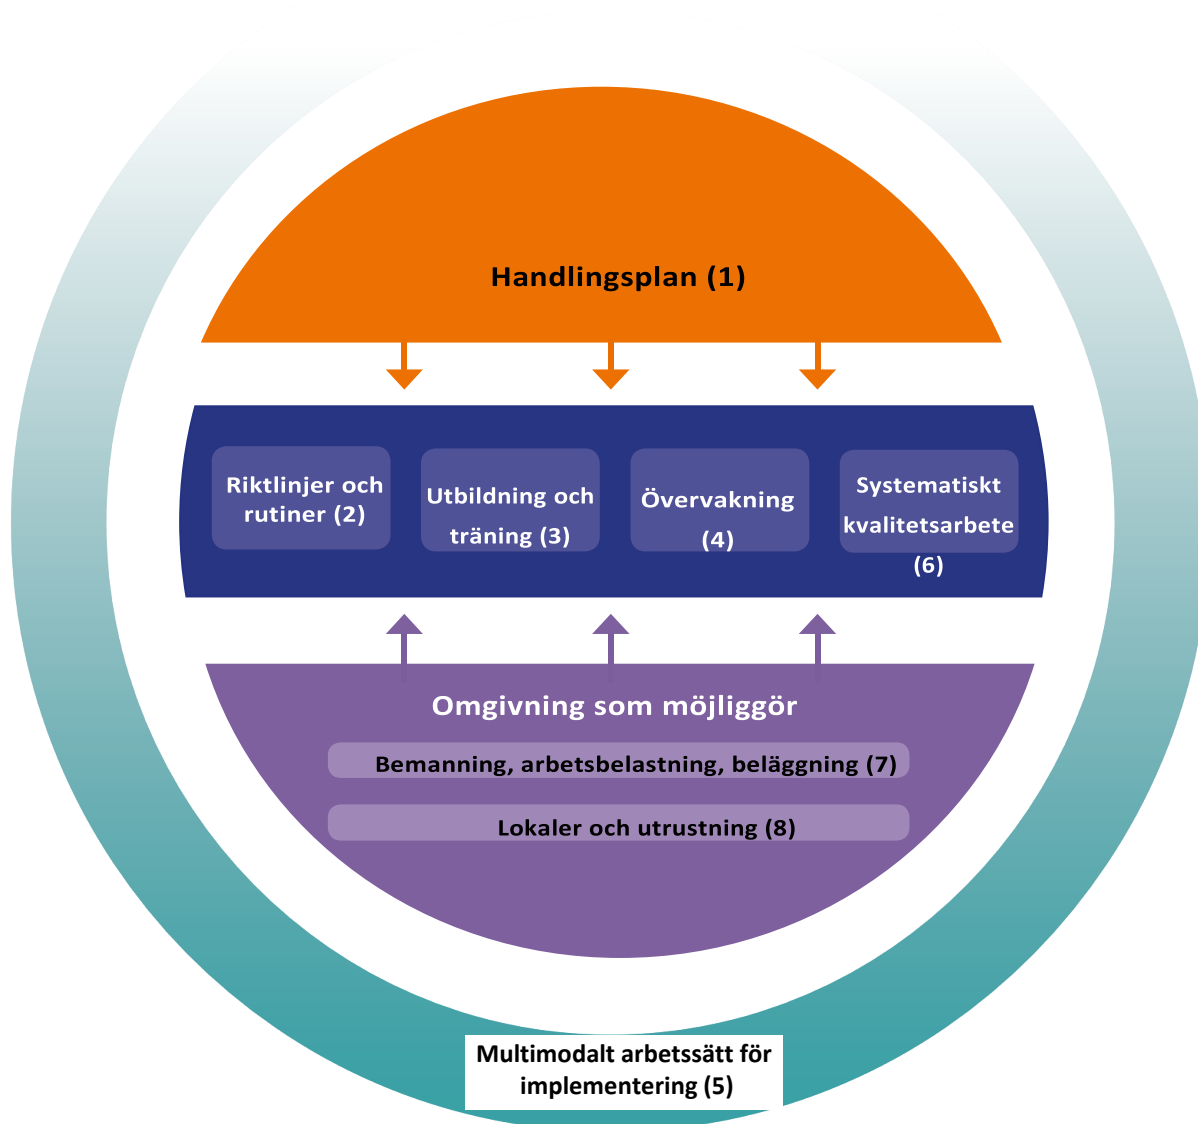 Handlingsplan (1)
Riktlinjer och
rutiner (2)
Utbildning och
träning (3)
Övervakning
(4)
Systematiskt
kvalitetsarbete
(6)
Omgivning som möjliggör
Bemanning, arbetsbelastning, beläggning (7)
Lokaler och utrustning (8)
Multimodalt arbetssätt för
implementering (5)